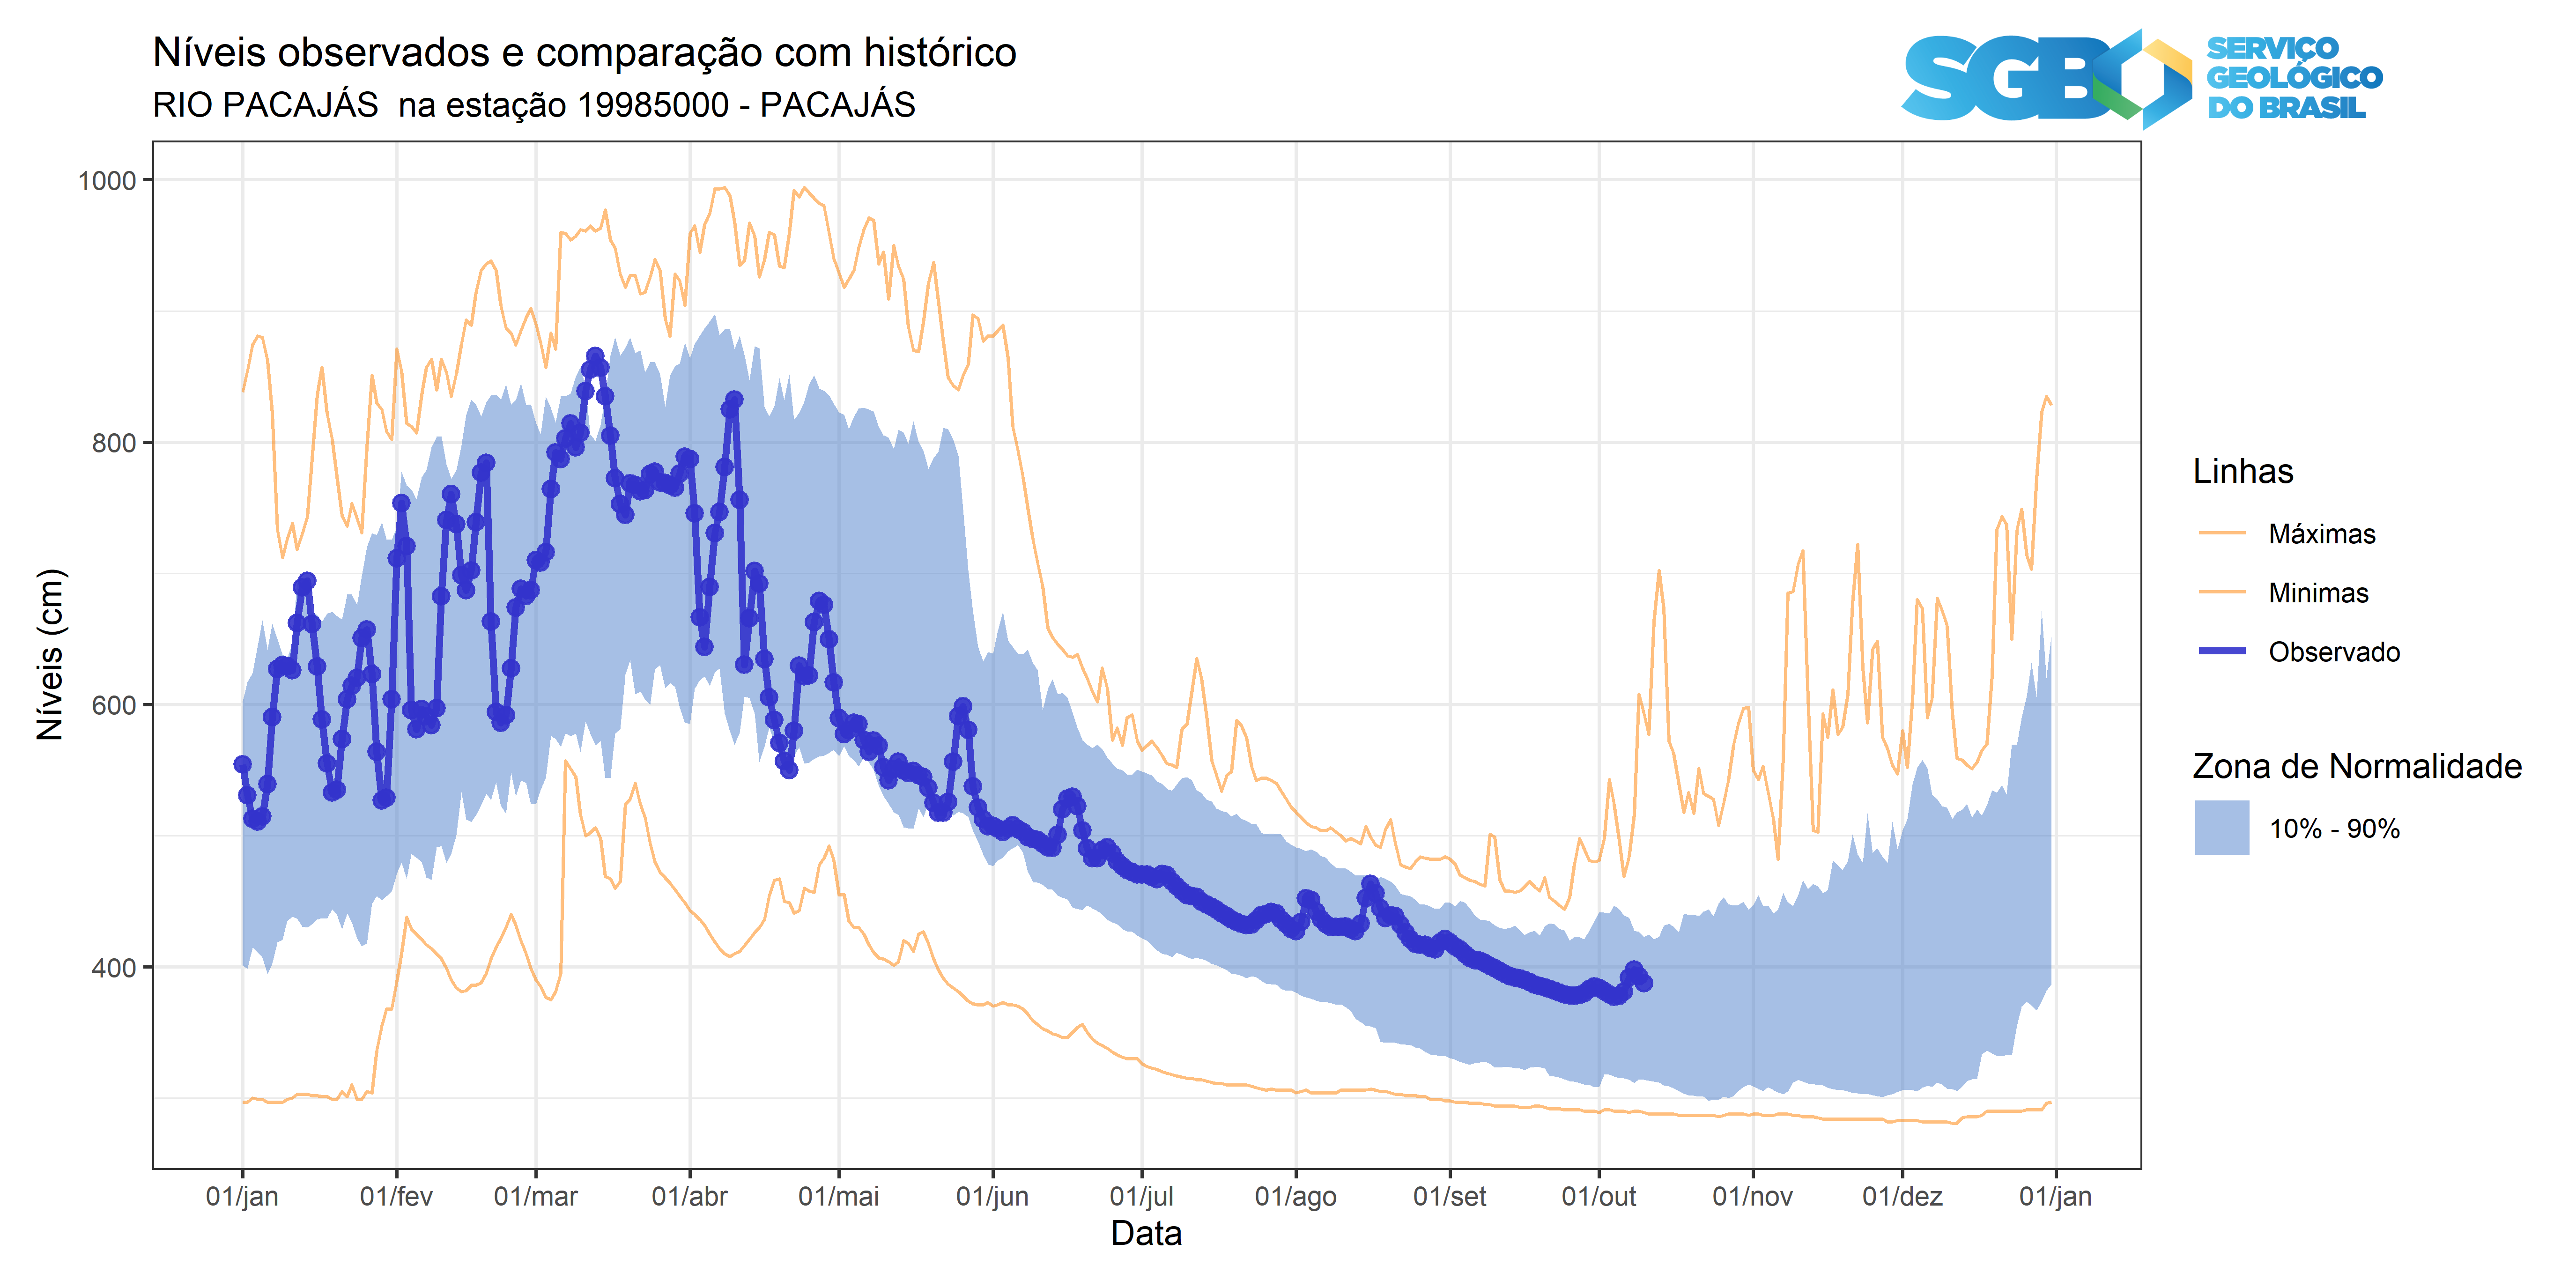 Níveis observados e comparação com histórico
RIO PACAJÁS  na estação 19985000 - PACAJÁS
SGB
SERVIÇO
GEOLÓGICO
DO BRASIL
Níveis (cm)
1000
800
600
400
01/jan
01/fev
01/mar
01/abr
01/mai
01/jun
01/jul
01/ago
01/set
01/out
01/nov
01/dez
01/jan
Data
Linhas
Máximas
Minimas
Observado
Zona de Normalidade
10% - 90%